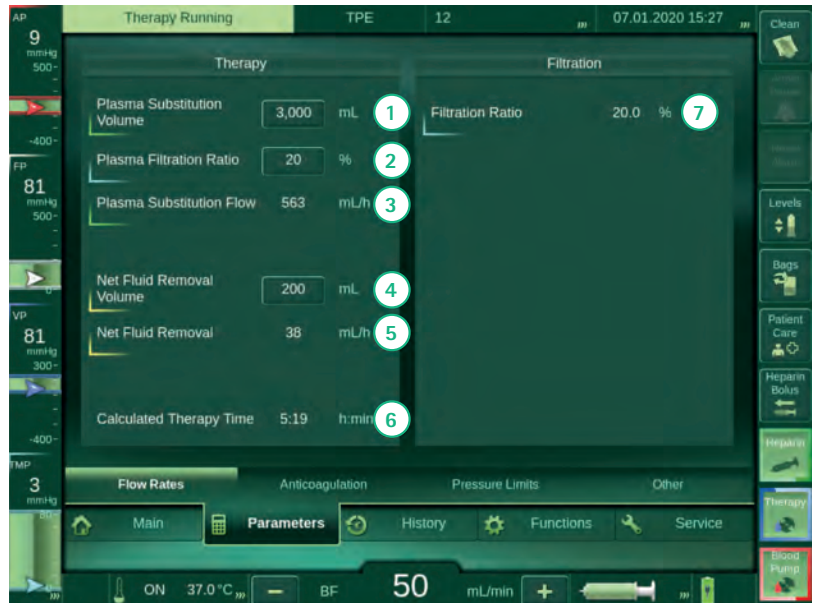 Therapy Running TPE 12 07.01.2020 15:27
AP
9
mmHg
500-
-400-
FP
81
mmHg
500-
0-
VP
81
mmHg
300-
-400-
TMP
3
mmHg
Therapy
Plasma Substitution
Volume
3,000 mL 1
Plasma Filtration Ratio 20 % 2
Plasma Substitution Flow 563 mL/h 3
Net Fluid Removal
Volume
200 mL 4
Net Fluid Removal 38 mL/h 5
Calculated Therapy Time 5:19 h:min 6
Filtration
Filtration Ratio 20.0 % 7
Clean
Levels
Bags
Patient
Care
Heparin
Bolus
Heparin
Therapy
Blood
Pump
Flow Rates Anticoagulation Pressure Limits Other
Main Parameters History Functions Service
ON 37.0 °C BF 50 mL/min